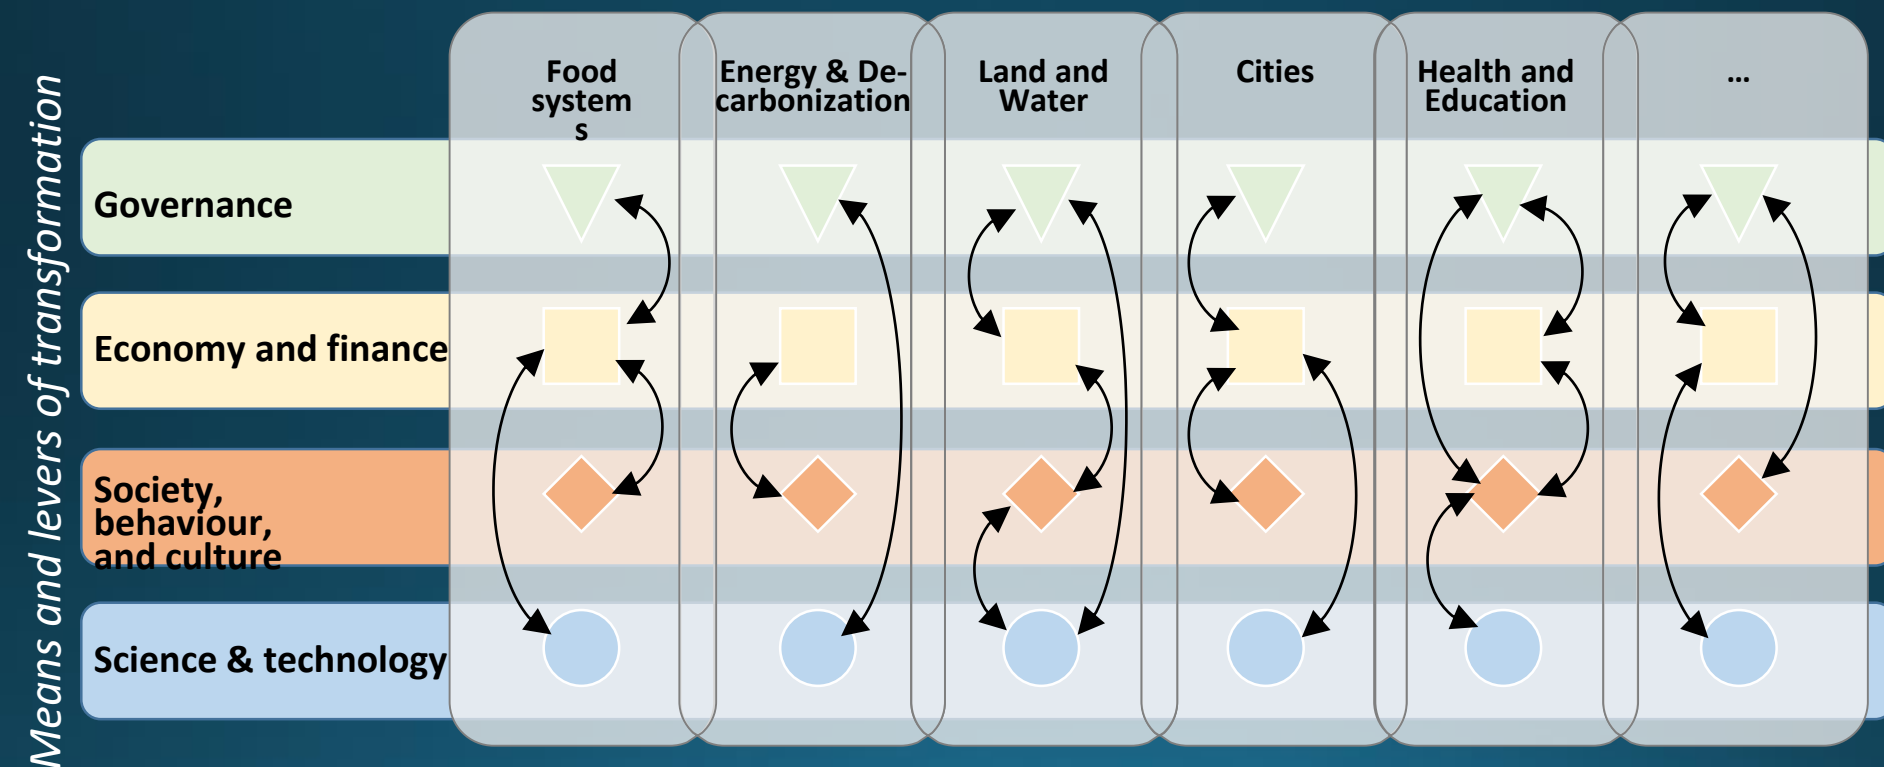 Means and levers of transformation
Food
system
s
Energy & De-
carbonization
Land and
Water
Cities
Health and
Education
...
Governance
Economy and finance
Society,
behaviour,
and culture
Science & technology